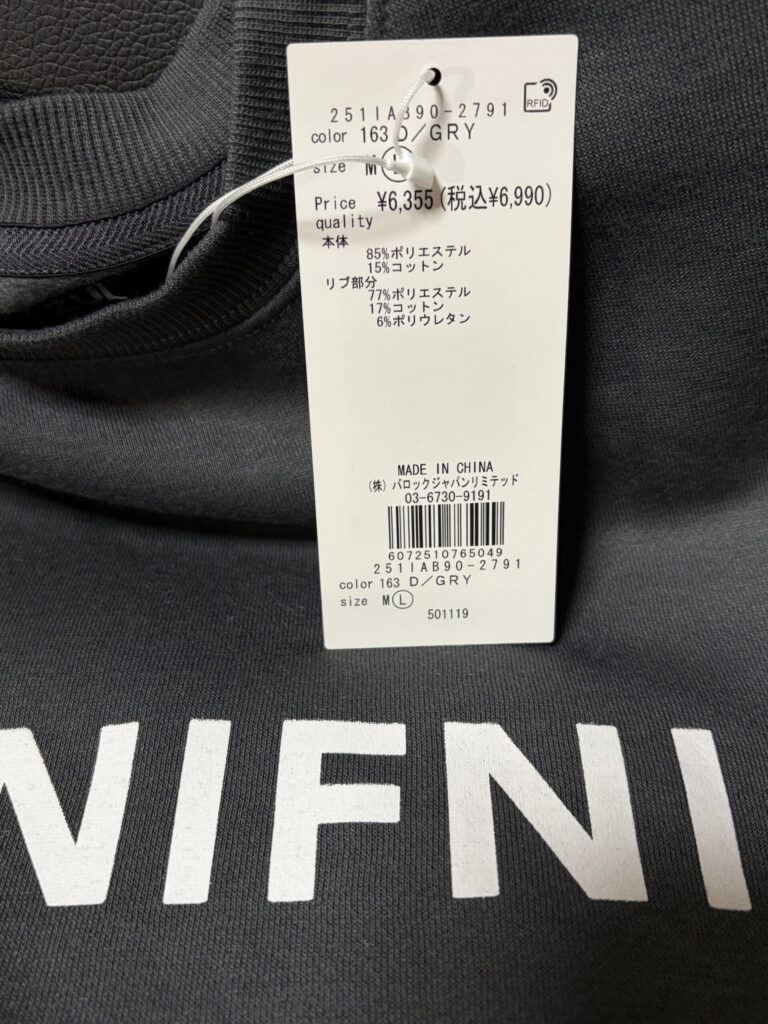 251IAB90-2791
RFID
color 163 D/GRY
size M L
Price ¥6,355(税込¥6,990)
quality
本体
85%ポリエステル
15%コットン
リブ部分
77%ポリエステル
17%コットン
6%ポリウレタン
MADE IN CHINA
(株) バロックジャパンリミテッド
03-6730-9191
6072510765049
251IAB90-2791
color 163 D/GRY
size M L
501119
NIFNI